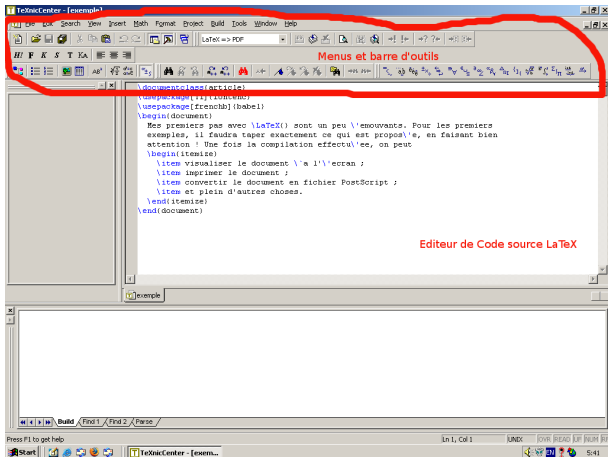 TeXnicCenter - [exemple]
File Edit Search View Insert Math Format Project Build Tools Window Help
LaTeX => PDF
Menus et barre d'outils
H! F K S T KA
\documentclass{article}
\usepackage[T1]{fontenc}
\usepackage[frenchb]{babel}
\begin{document}
Mes premiers pas avec \LaTeX{} sont un peu \'emouvants. Pour les premiers
exemples, il faudra taper exactement ce qui est propos\'e, en faisant bien
attention ! Une fois la compilation effectu\'ee, on peut
\begin{itemize}
\item visualiser le document \`a l'\'ecran ;
\item imprimer le document ;
\item convertir le document en fichier PostScript ;
\item et plein d'autres choses.
\end{itemize}
\end{document}
Editeur de Code source LaTeX
exemple
Build Find 1 Find 2 Parse
Press F1 to get help Ln 1, Col 1 UNIX OVR READ UF NUM
Start TeXnicCenter - [exem... EN 5:41